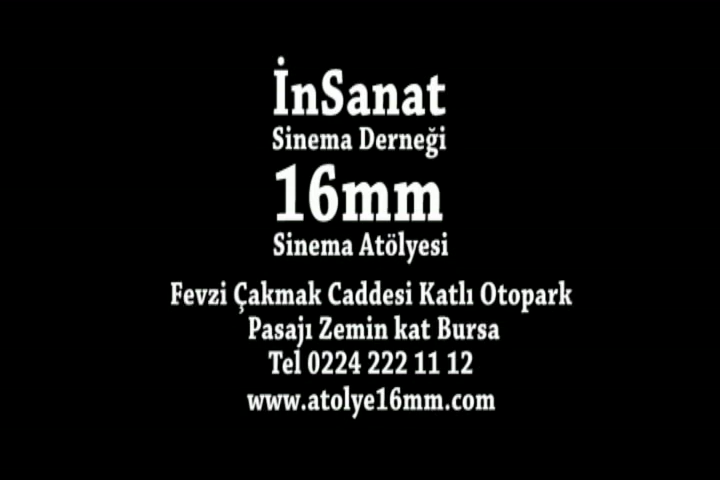 İnSanat
Sinema Derneği
16mm
Sinema Atölyesi
Fevzi Çakmak Caddesi Katlı Otopark
Pasajı Zemin kat Bursa
Tel 0224 222 11 12
www.atolye16mm.com